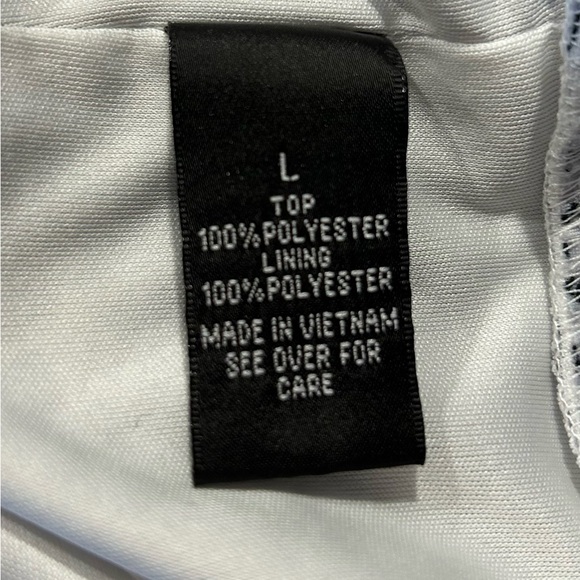 L
TOP
100%POLYESTER
LINING
100%POLYESTER
MADE IN VIETNAM
SEE OVER FOR
CARE